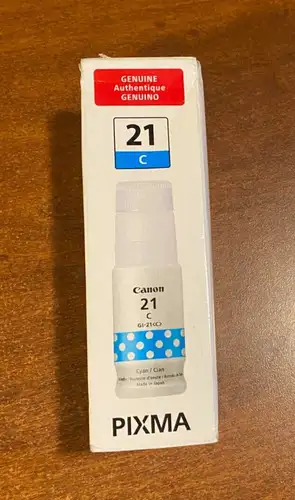 GENUINE
Authentique
GENUINO
21
C
Canon
21
C
GI-21(C)
Cyan / Cian
Made in Japan
PIXMA